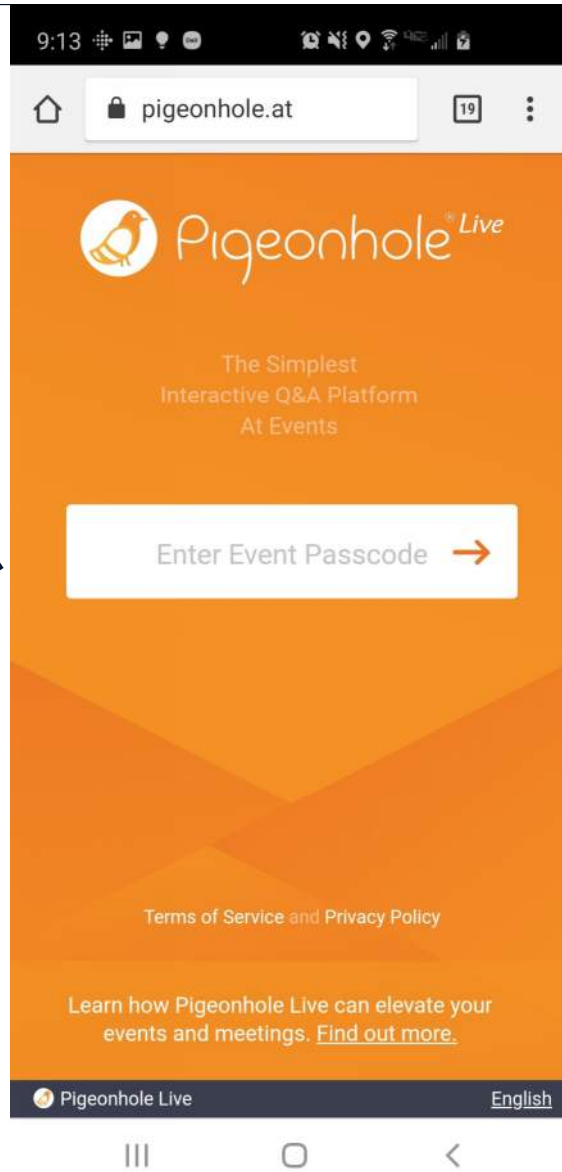 9:13
pigeonhole.at
19
Pigeonhole® Live
The Simplest
Interactive Q&A Platform
At Events
Enter Event Passcode
Terms of Service and Privacy Policy
Learn how Pigeonhole Live can elevate your
events and meetings. Find out more.
Pigeonhole Live English